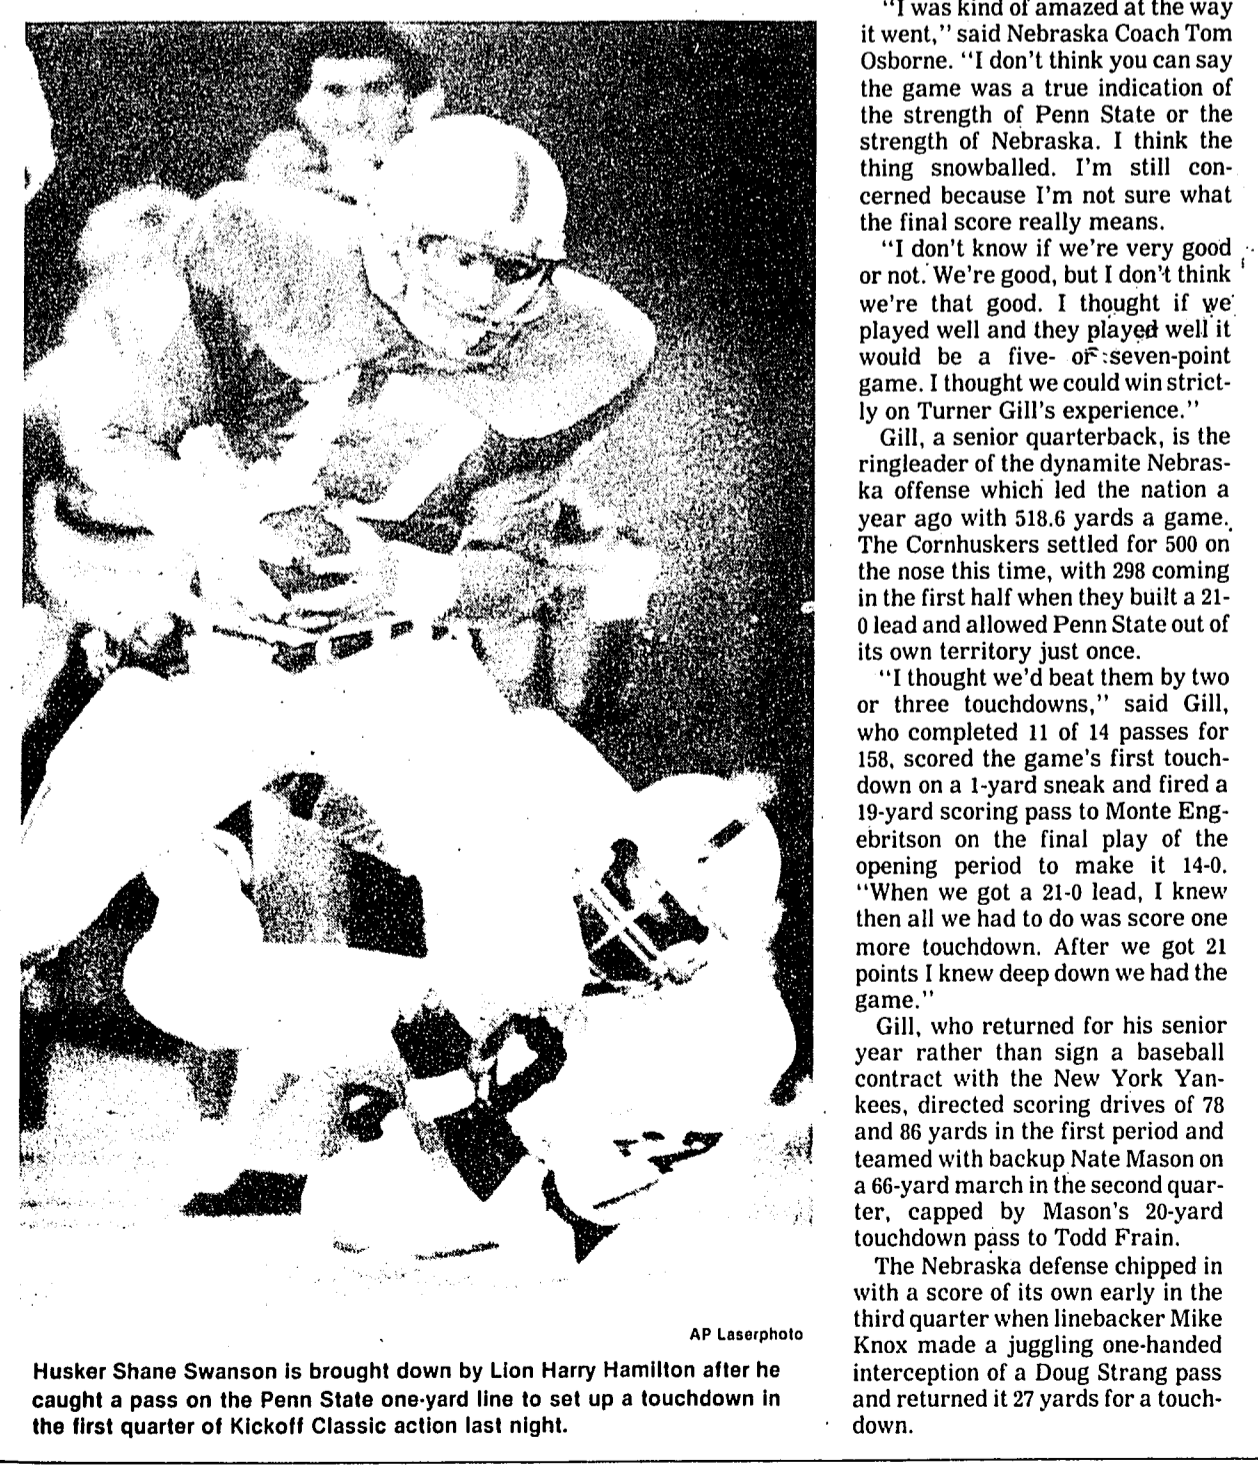 "I was kind of amazed at the way
it went," said Nebraska Coach Tom
Osborne. "I don't think you can say
the game was a true indication of
the strength of Penn State or the
strength of Nebraska. I think the
thing snowballed. I'm still con-
cerned because I'm not sure what
the final score really means.
"I don't know if we're very good
or not. We're good, but I don't think
we're that good. I thought if we
played well and they played well it
would be a five- or seven-point
game. I thought we could win strict-
ly on Turner Gill's experience."
Gill, a senior quarterback, is the
ringleader of the dynamite Nebras-
ka offense which led the nation a
year ago with 518.6 yards a game.
The Cornhuskers settled for 500 on
the nose this time, with 298 coming
in the first half when they built a 21-
0 lead and allowed Penn State out of
its own territory just once.
"I thought we'd beat them by two
or three touchdowns," said Gill,
who completed 11 of 14 passes for
158, scored the game's first touch-
down on a 1-yard sneak and fired a
19-yard scoring pass to Monte Eng-
ebritson on the final play of the
opening period to make it 14-0.
"When we got a 21-0 lead, I knew
then all we had to do was score one
more touchdown. After we got 21
points I knew deep down we had the
game."
Gill, who returned for his senior
year rather than sign a baseball
contract with the New York Yan-
kees, directed scoring drives of 78
and 86 yards in the first period and
teamed with backup Nate Mason on
a 66-yard march in the second quar-
ter, capped by Mason's 20-yard
touchdown pass to Todd Frain.
The Nebraska defense chipped in
with a score of its own early in the
third quarter when linebacker Mike
Knox made a juggling one-handed
interception of a Doug Strang pass
and returned it 27 yards for a touch-
down.
AP Laserphoto
Husker Shane Swanson is brought down by Lion Harry Hamilton after he
caught a pass on the Penn State one-yard line to set up a touchdown in
the first quarter of Kickoff Classic action last night.